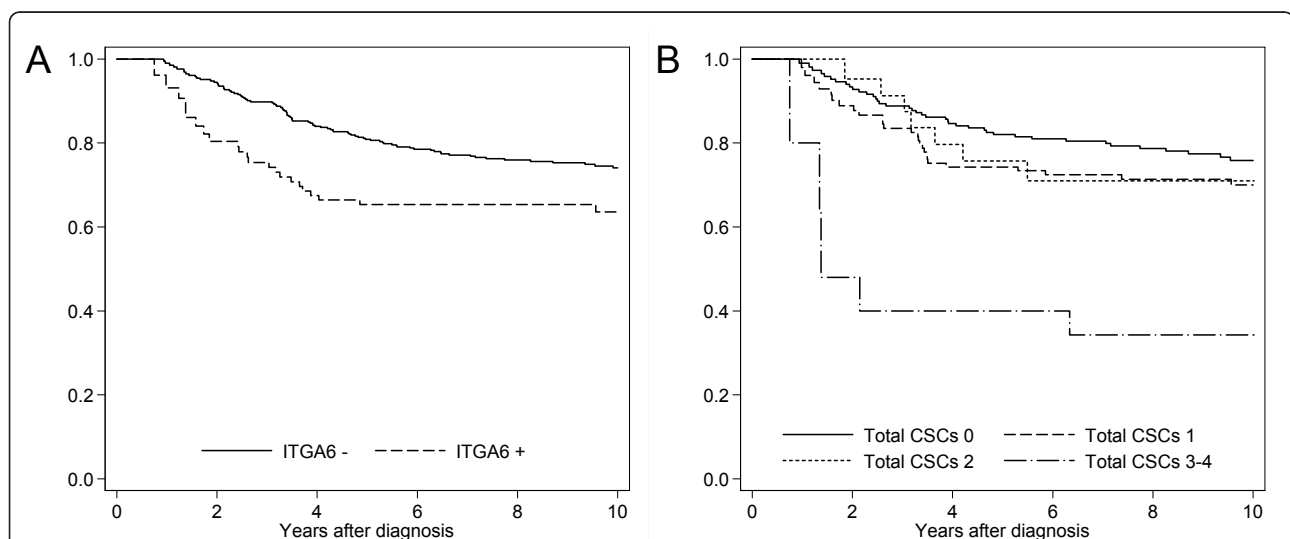 A
1.0
0.8
0.6
0.4
0.2
0.0
ITGA6 - ITGA6 +
0 2 4 6 8 10
Years after diagnosis
B
1.0
0.8
0.6
0.4
0.2
0.0
Total CSCs 0 Total CSCs 1
Total CSCs 2 Total CSCs 3-4
0 2 4 6 8 10
Years after diagnosis